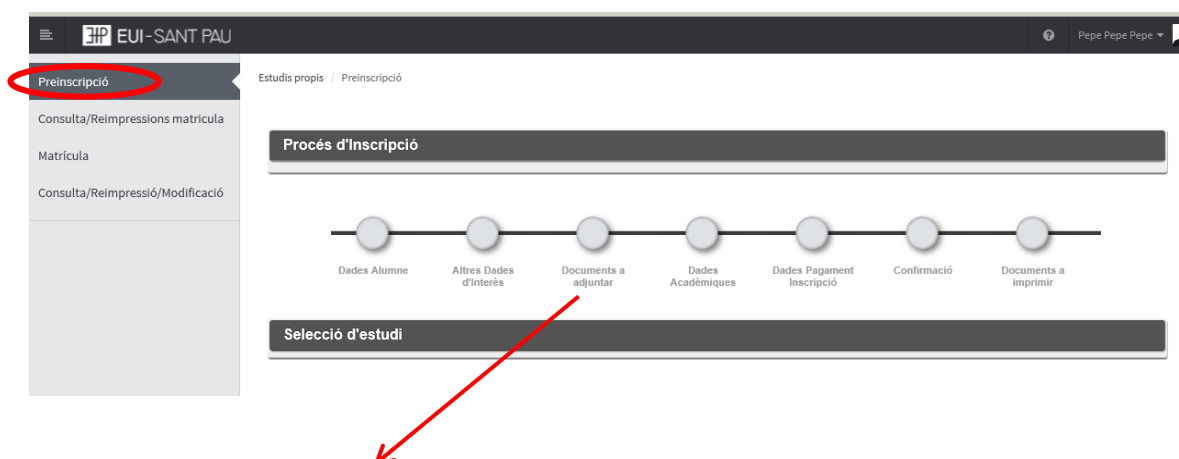 EUI-SANT PAU
Pepe Pepe Pepe
Preinscripció
Estudis propis / Preinscripció
Consulta/Reimpressions matricula
Matrícula
Consulta/Reimpressió/Modificació
Procés d'Inscripció
Dades Alumne
Altres Dades
d'Interès
Documents a
adjuntar
Dades
Acadèmiques
Dades Pagament
Inscripció
Confirmació
Documents a
imprimir
Selecció d'estudi